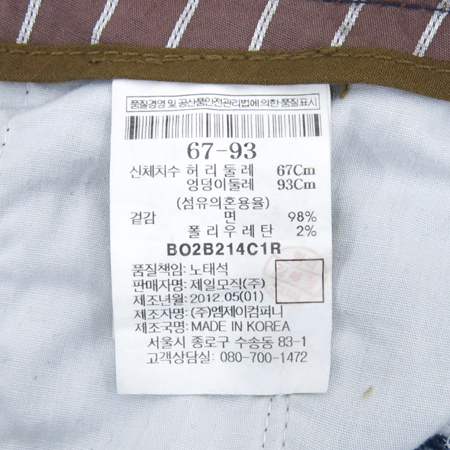 품질경영 및 공산품안전관리법에 의한 품질표시
67-93
신체치수 허리둘레 67Cm
엉덩이둘레 93Cm
(섬유의혼용율)
겉감 면 98%
폴리우레탄 2%
BO2B214C1R
품질책임: 노태석
판매자명: 제일모직(주)
제조년월: 2012.05(01)
제조자명: (주)엠제이컴퍼니
제조국명: MADE IN KOREA
서울시 종로구 수송동 83-1
고객상담실: 080-700-1472